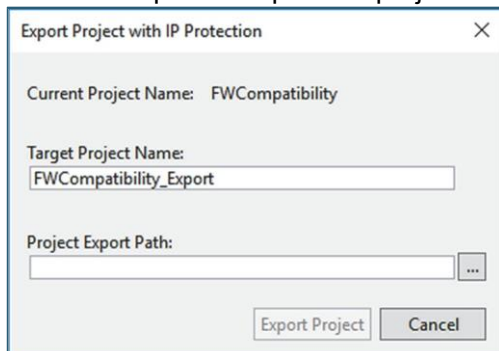 Export Project with IP Protection
Current Project Name: FWCompatibility
Target Project Name:
FWCompatibility_Export
Project Export Path:
...
Export Project Cancel